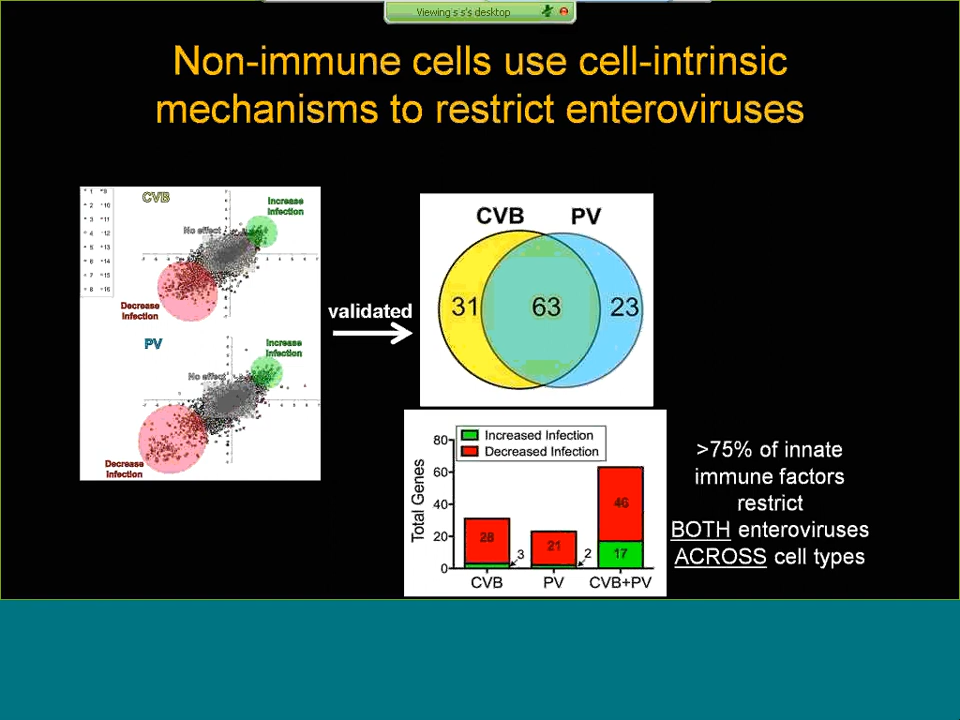 Viewing s's's desktop
Non-immune cells use cell-intrinsic
mechanisms to restrict enteroviruses
CVB
Increase
Infection
No effect
Decrease
Infection
PV
Increase
Infection
No effect
Decrease
Infection
validated
CVB PV
31 63 23
Increased Infection
Decreased Infection
Total Genes
80
60
40
20
0
28
3
21
2
46
17
CVB PV CVB+PV
>75% of innate
immune factors
restrict
BOTH enteroviruses
ACROSS cell types